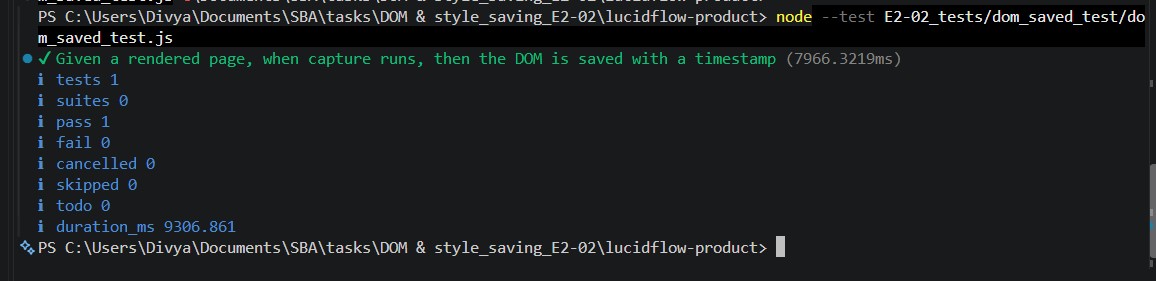 PS C:\Users\Divya\Documents\SBA\tasks\DOM & style_saving_E2-02\lucidflow-product> node --test E2-02_tests/dom_saved_test/do
m_saved_test.js
✔ Given a rendered page, when capture runs, then the DOM is saved with a timestamp (7966.3219ms)
ℹ tests 1
ℹ suites 0
ℹ pass 1
ℹ fail 0
ℹ cancelled 0
ℹ skipped 0
ℹ todo 0
ℹ duration_ms 9306.861
PS C:\Users\Divya\Documents\SBA\tasks\DOM & style_saving_E2-02\lucidflow-product>